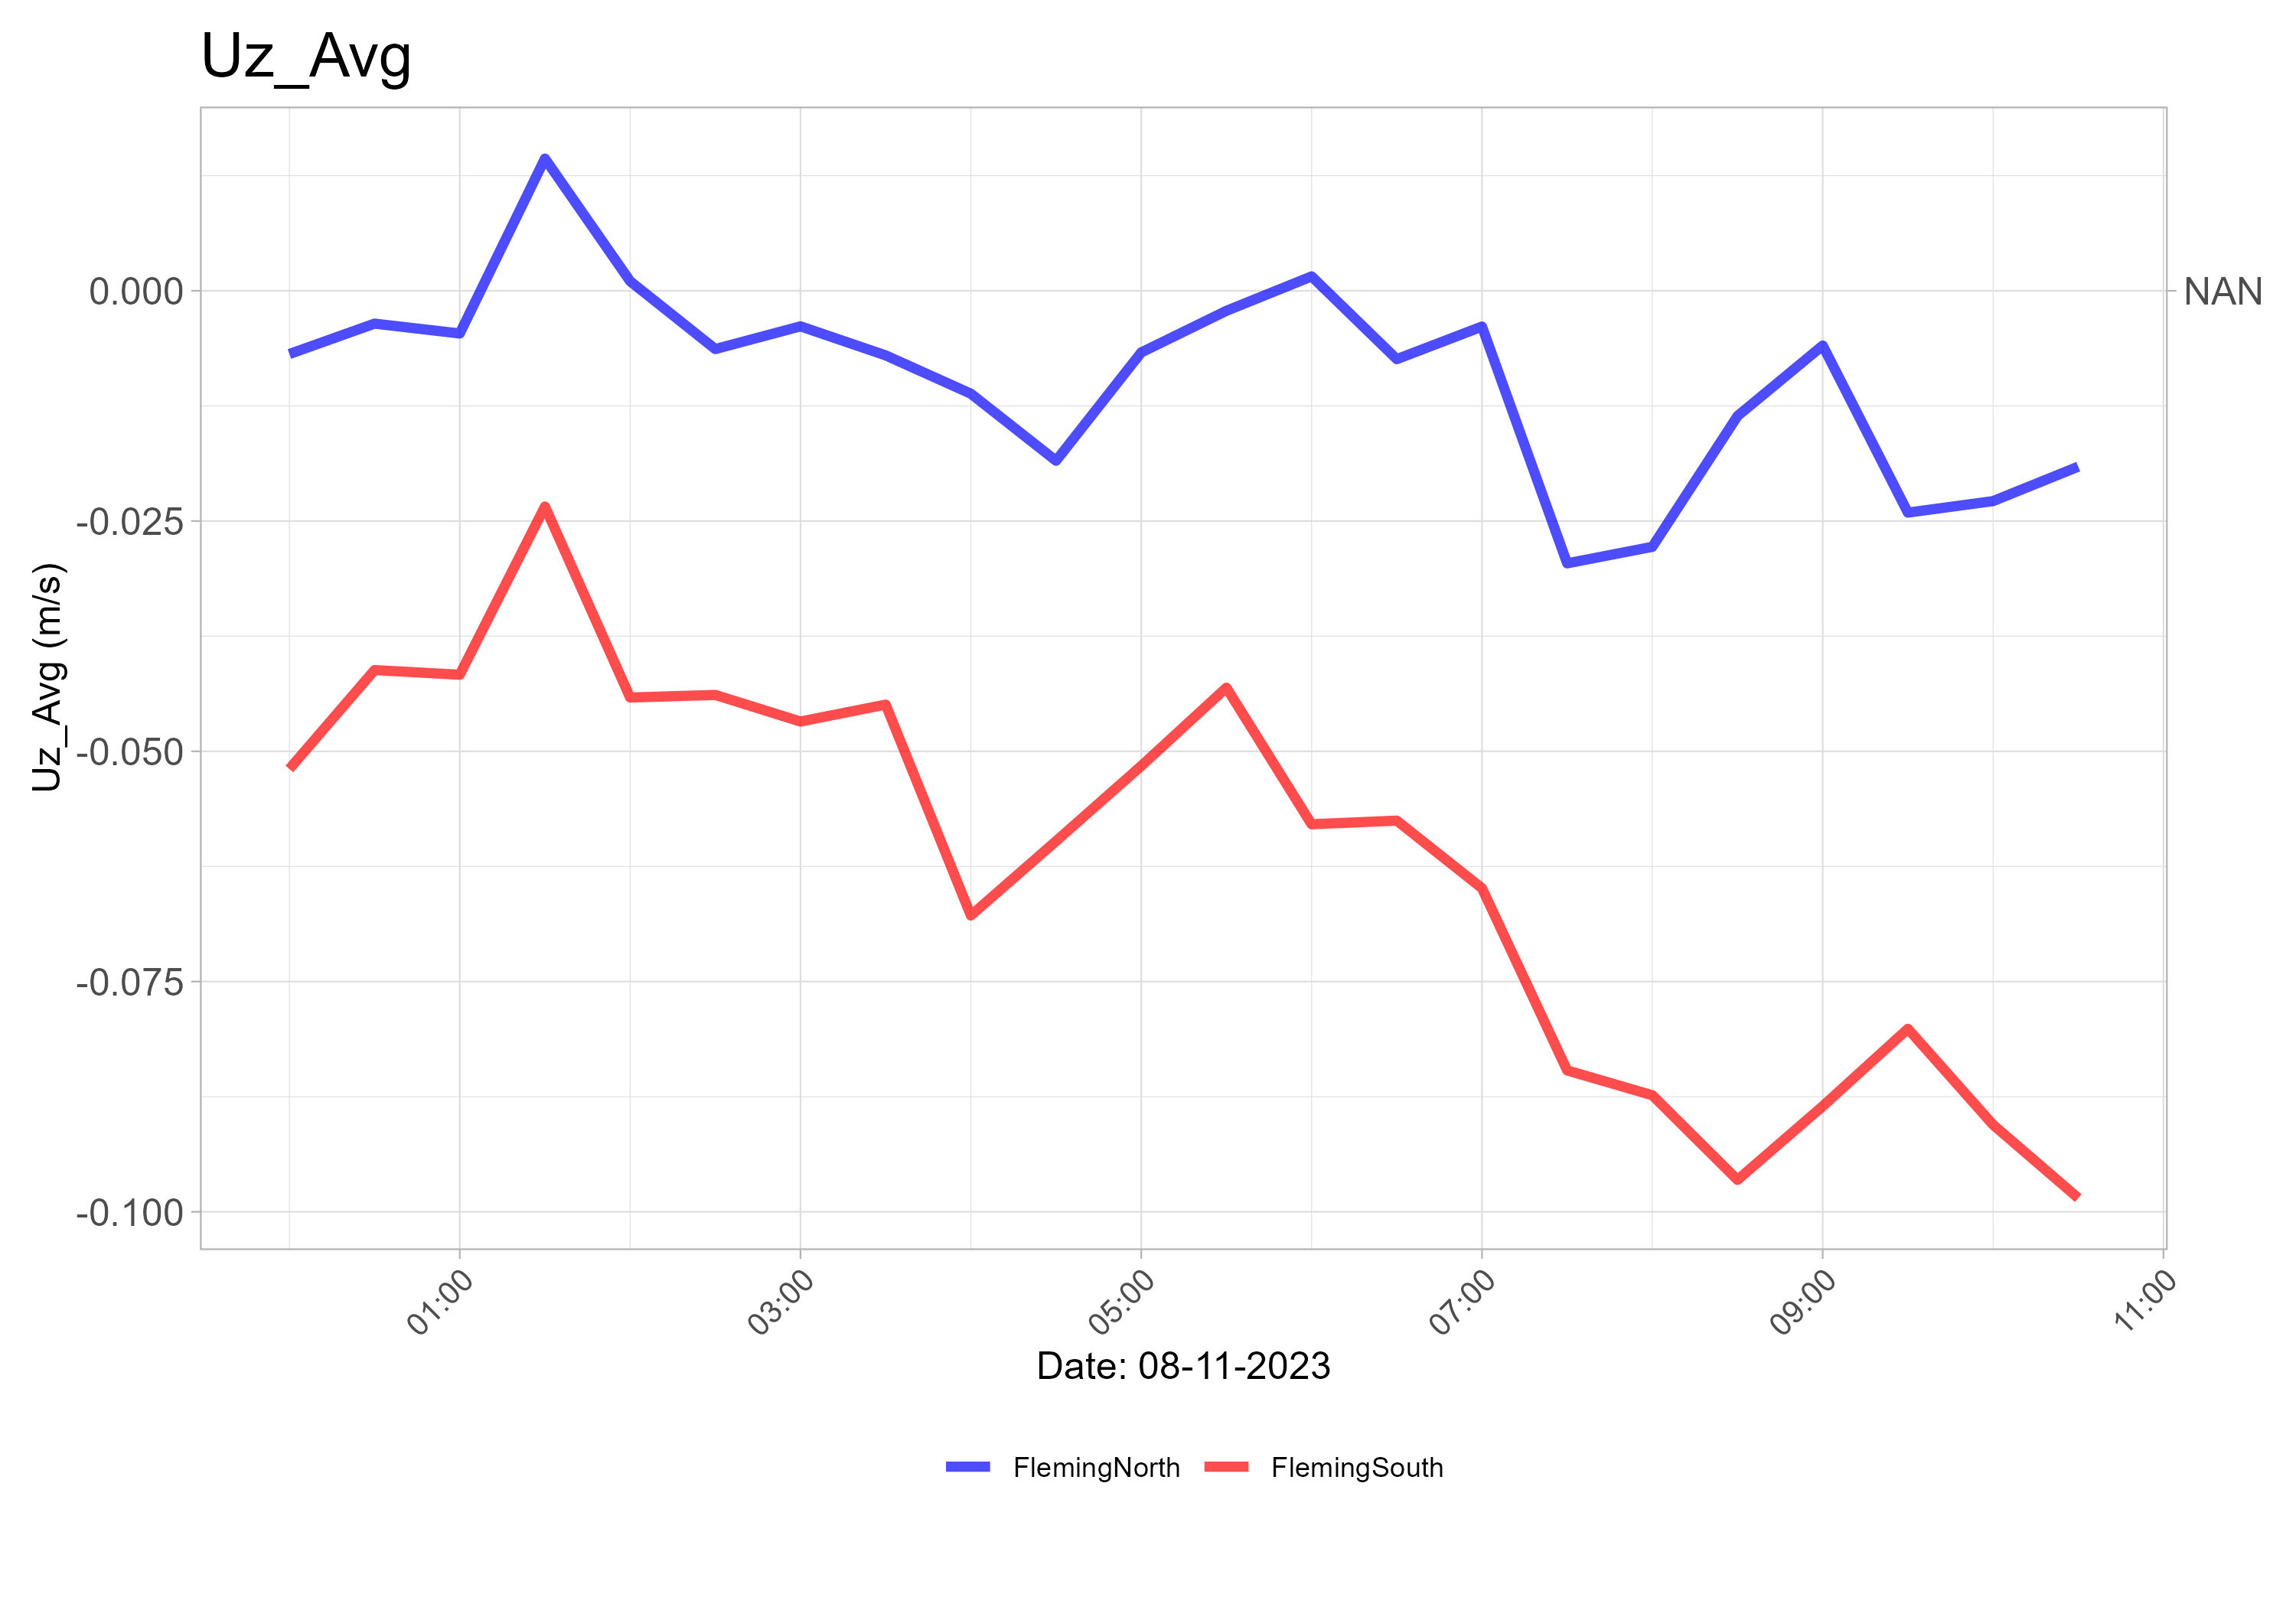 Uz_Avg
0.000
-0.025
-0.050
-0.075
-0.100
NAN
Uz_Avg (m/s)
01:00
03:00
05:00
07:00
09:00
11:00
Date: 08-11-2023
FlemingNorth
FlemingSouth